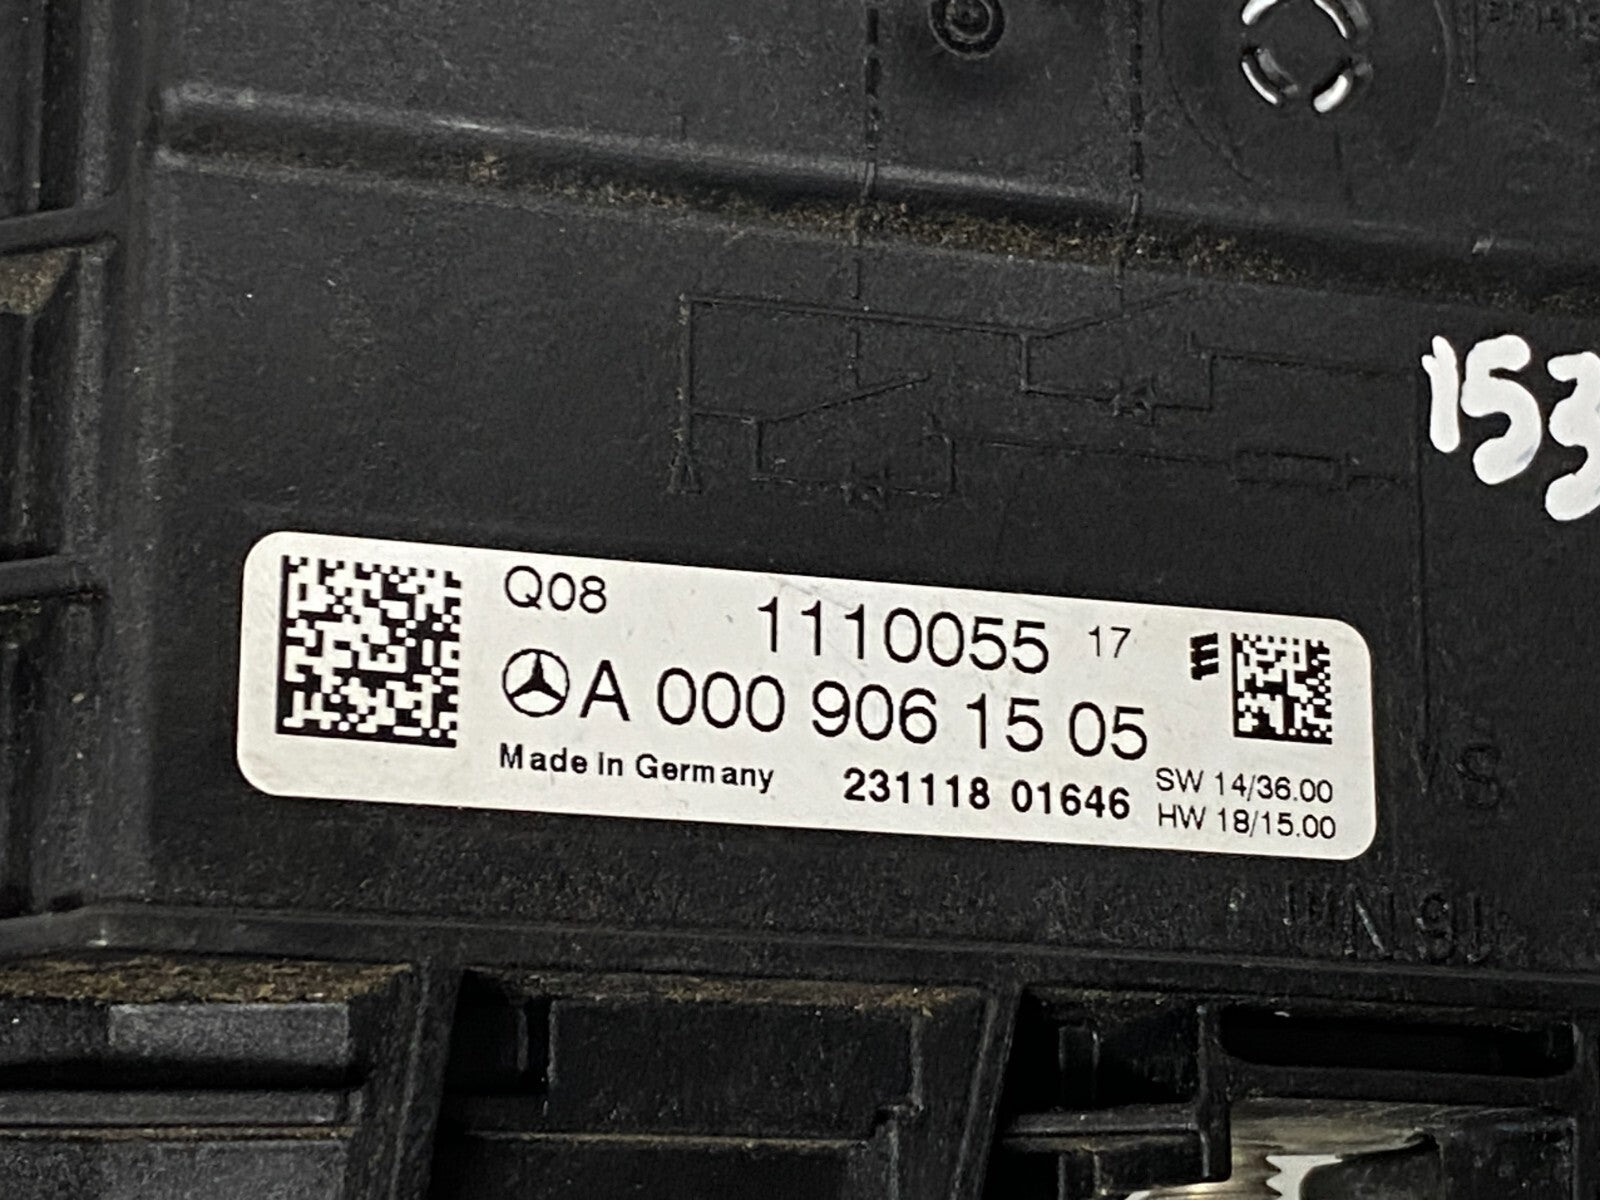 153
Q08
1110055 17
A 000 906 15 05
Made in Germany 231118 01646
SW 14/36.00
HW 18/15.00
S